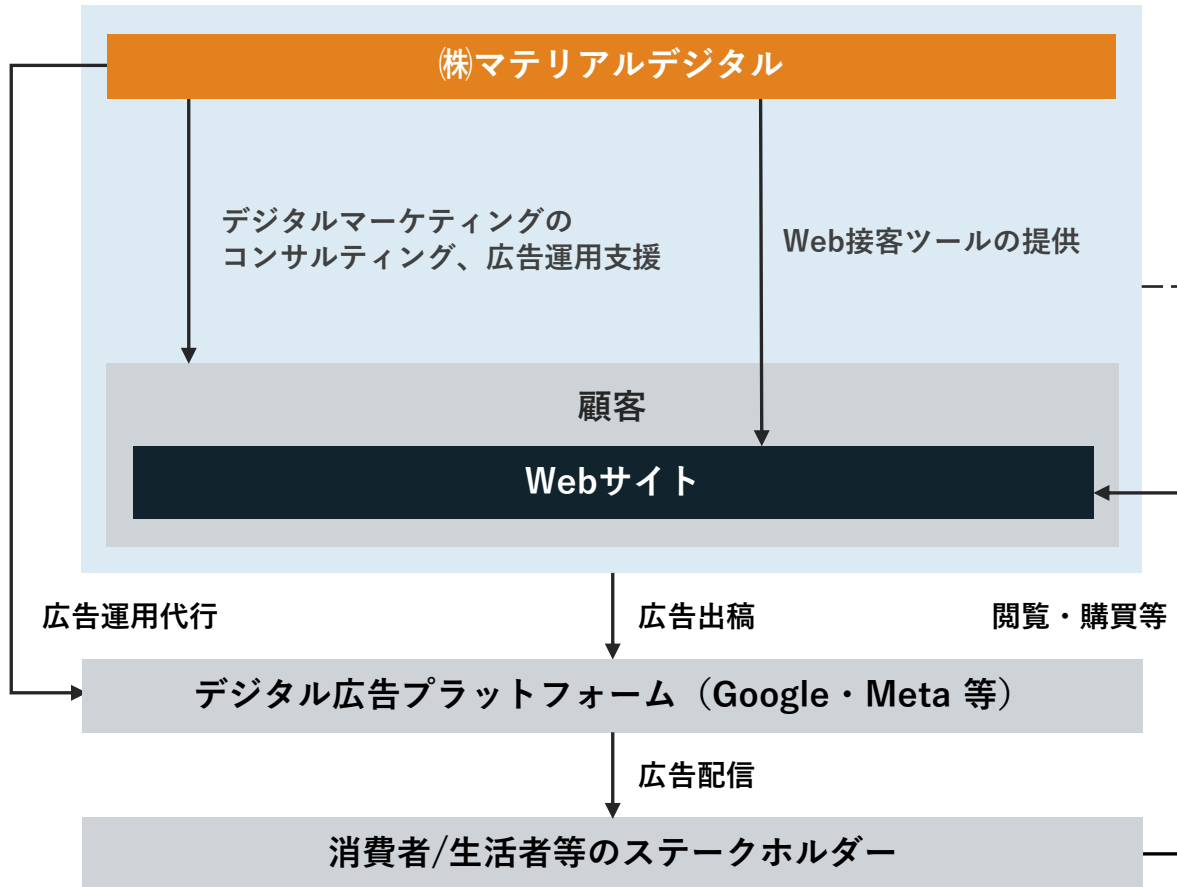 ㈱マテリアルデジタル
デジタルマーケティングの
コンサルティング、広告運用支援
Web接客ツールの提供
顧客
Webサイト
広告運用代行
広告出稿
閲覧・購買等
デジタル広告プラットフォーム（Google・Meta 等）
広告配信
消費者/生活者等のステークホルダー